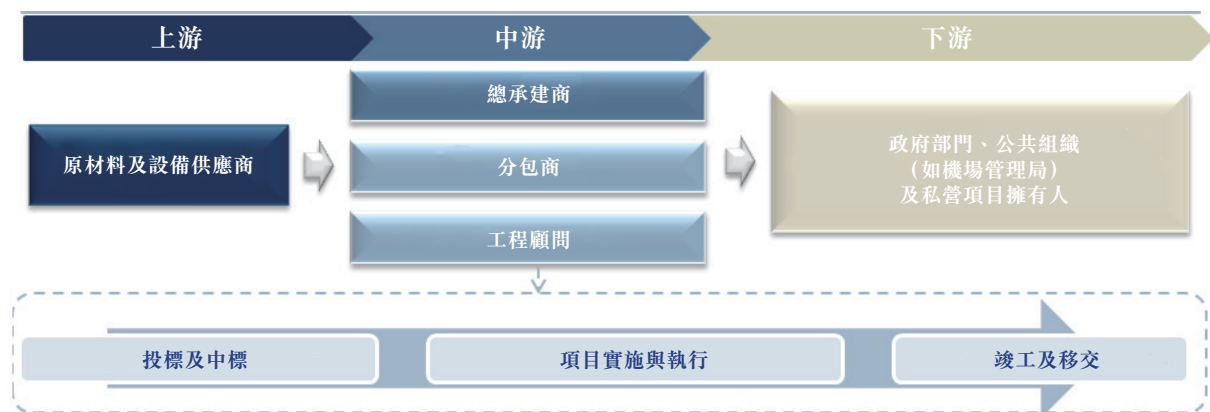 上游
中游
下游
總承建商
原材料及設備供應商
分包商
工程顧問
政府部門、公共組織
（如機場管理局）
及私營項目擁有人
投標及中標
項目實施與執行
竣工及移交